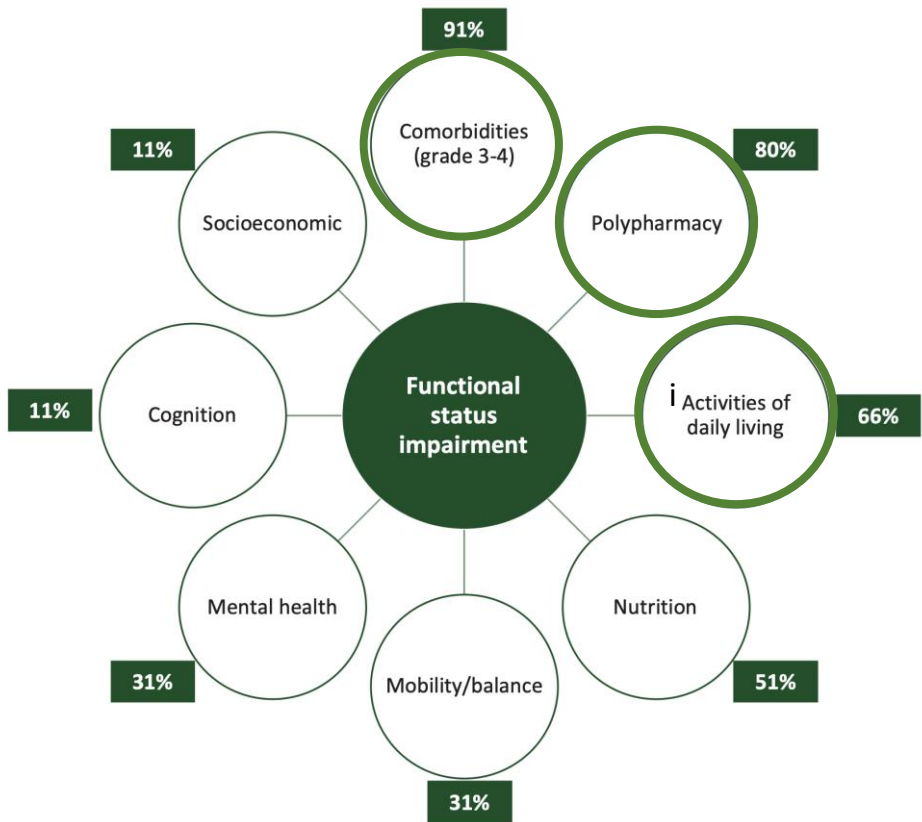 91%
Comorbidities
(grade 3-4)
11%
Socioeconomic
80%
Polypharmacy
Functional
status
impairment
11%
Cognition
i Activities of
daily living
66%
Mental health
31%
Nutrition
51%
Mobility/balance
31%